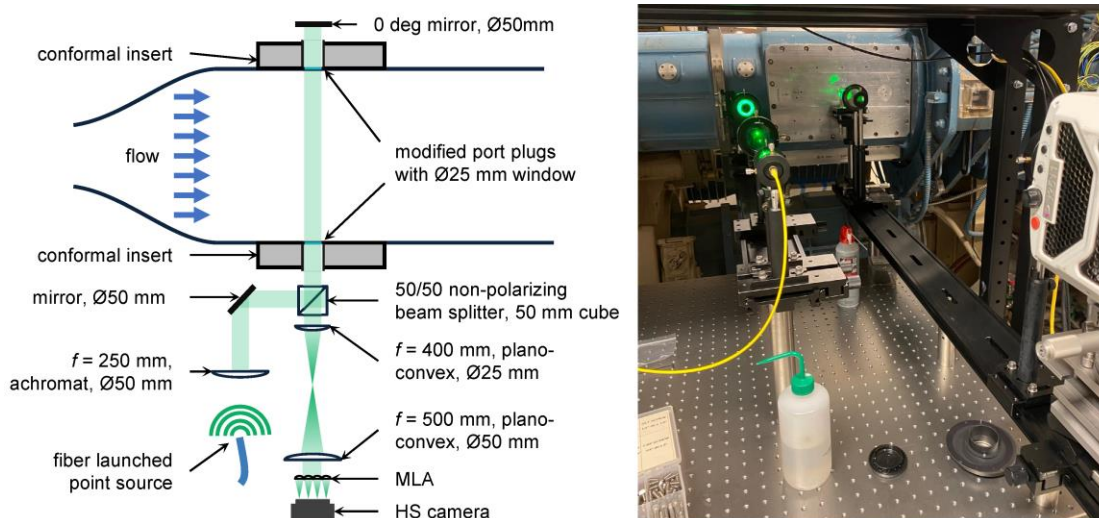 0 deg mirror, Ø50mm
conformal insert
flow
modified port plugs
with Ø25 mm window
conformal insert
mirror, Ø50 mm
50/50 non-polarizing
beam splitter, 50 mm cube
f = 250 mm,
achromat, Ø50 mm
f = 400 mm, plano-
convex, Ø25 mm
f = 500 mm, plano-
convex, Ø50 mm
fiber launched
point source
MLA
HS camera